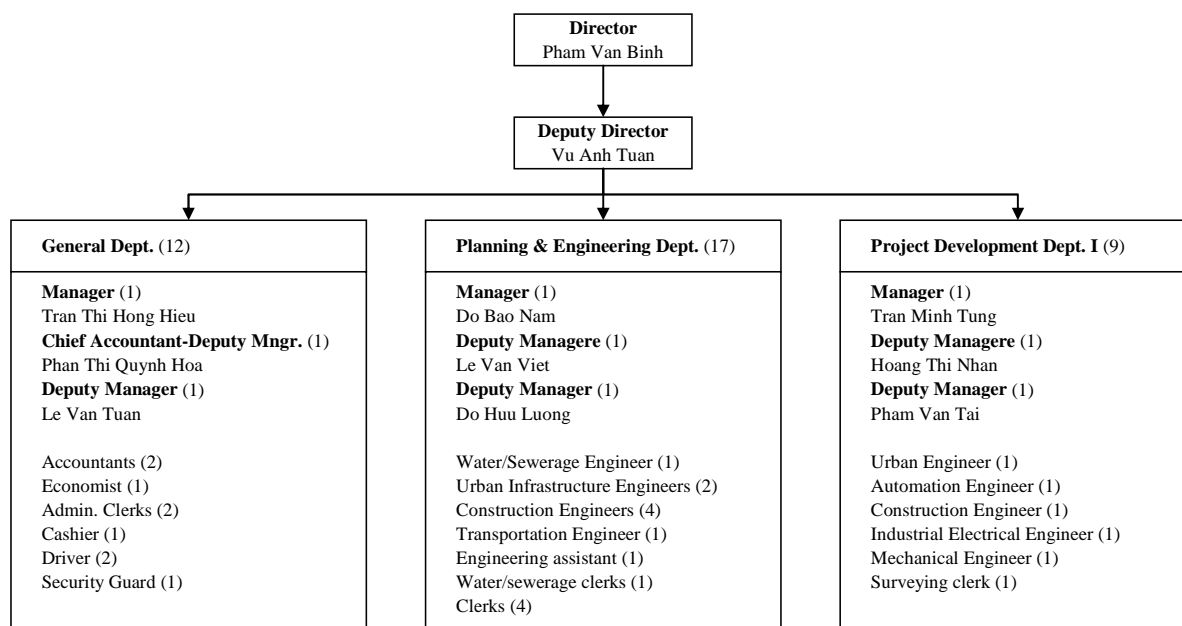 Director
Pham Van Binh
Deputy Director
Vu Anh Tuan
General Dept. (12)
Manager (1)
Tran Thi Hong Hieu
Chief Accountant-Deputy Mngr. (1)
Phan Thi Quynh Hoa
Deputy Manager (1)
Le Van Tuan
Accountants (2)
Economist (1)
Admin. Clerks (2)
Cashier (1)
Driver (2)
Security Guard (1)
Planning & Engineering Dept. (17)
Manager (1)
Do Bao Nam
Deputy Managere (1)
Le Van Viet
Deputy Manager (1)
Do Huu Luong
Water/Sewerage Engineer (1)
Urban Infrastructure Engineers (2)
Construction Engineers (4)
Transportation Engineer (1)
Engineering assistant (1)
Water/sewerage clerks (1)
Clerks (4)
Project Development Dept. I (9)
Manager (1)
Tran Minh Tung
Deputy Managere (1)
Hoang Thi Nhan
Deputy Manager (1)
Pham Van Tai
Urban Engineer (1)
Automation Engineer (1)
Construction Engineer (1)
Industrial Electrical Engineer (1)
Mechanical Engineer (1)
Surveying clerk (1)